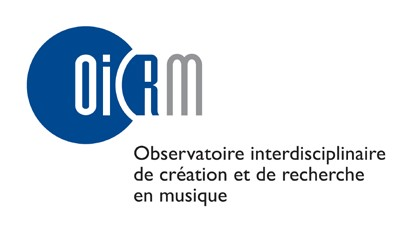 OiCRM
Observatoire interdisciplinaire
de création et de recherche
en musique